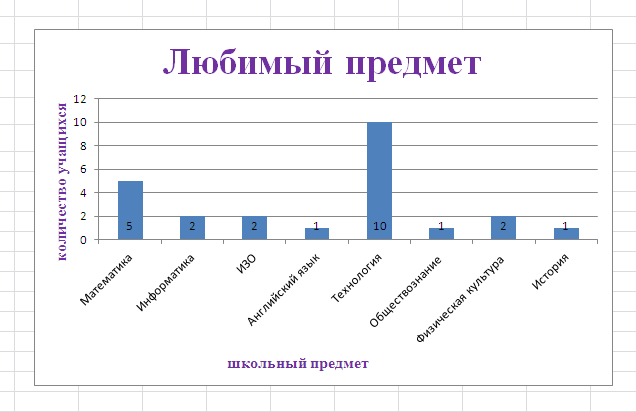 Любимый предмет
количество учащихся
12
10
8
6
4
2
0
5
2
2
1
10
1
2
1
Математика
Информатика
ИЗО
Английский язык
Технология
Обществознание
Физическая культура
История
школьный предмет